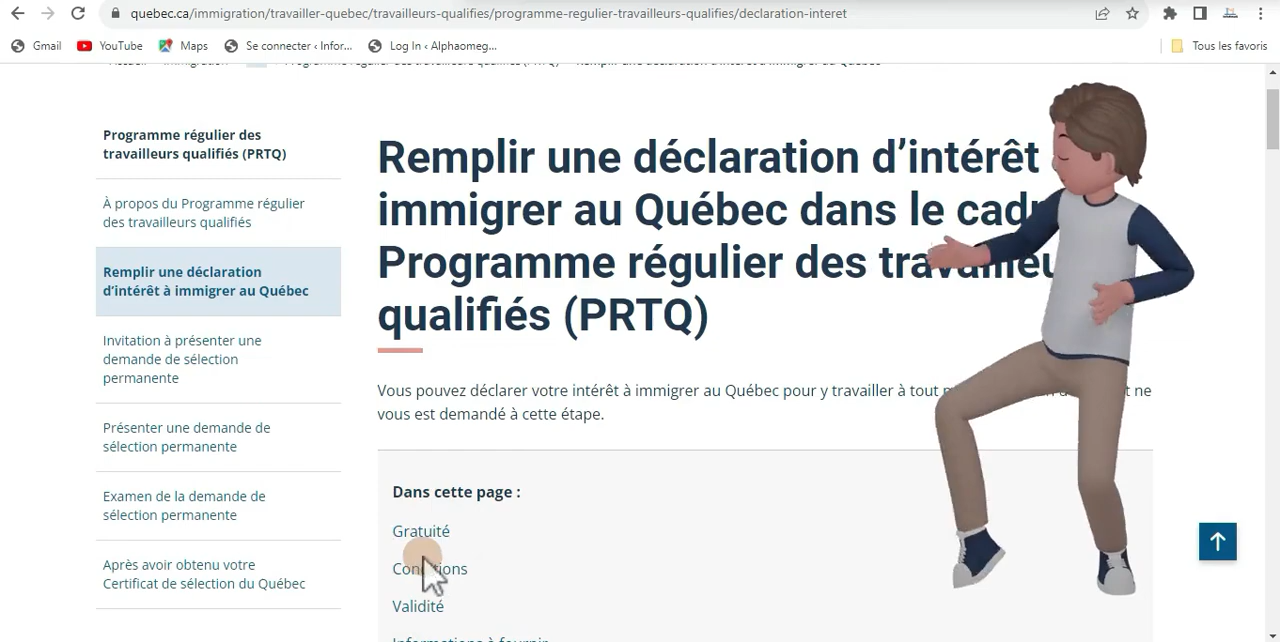 quebec.ca/immigration/travailler-quebec/travailleurs-qualifies/programme-regulier-travailleurs-qualifies/declaration-interet
Gmail YouTube Maps Se connecter ‹ Infor... Log In ‹ Alphaomeg... Tous les favoris
Programme régulier des
travailleurs qualifiés (PRTQ)
À propos du Programme régulier
des travailleurs qualifiés
Remplir une déclaration
d'intérêt à immigrer au Québec
Invitation à présenter une
demande de sélection
permanente
Présenter une demande de
sélection permanente
Examen de la demande de
sélection permanente
Après avoir obtenu votre
Certificat de sélection du Québec
Remplir une déclaration d'intérêt
immigrer au Québec dans le
Programme régulier des
qualifiés (PRTQ)
Vous pouvez déclarer votre intérêt à immigrer au Québec pour y travailler à tout ne
vous est demandé à cette étape.
Dans cette page :
Gratuité
Conditions
Validité
Informations à fournir